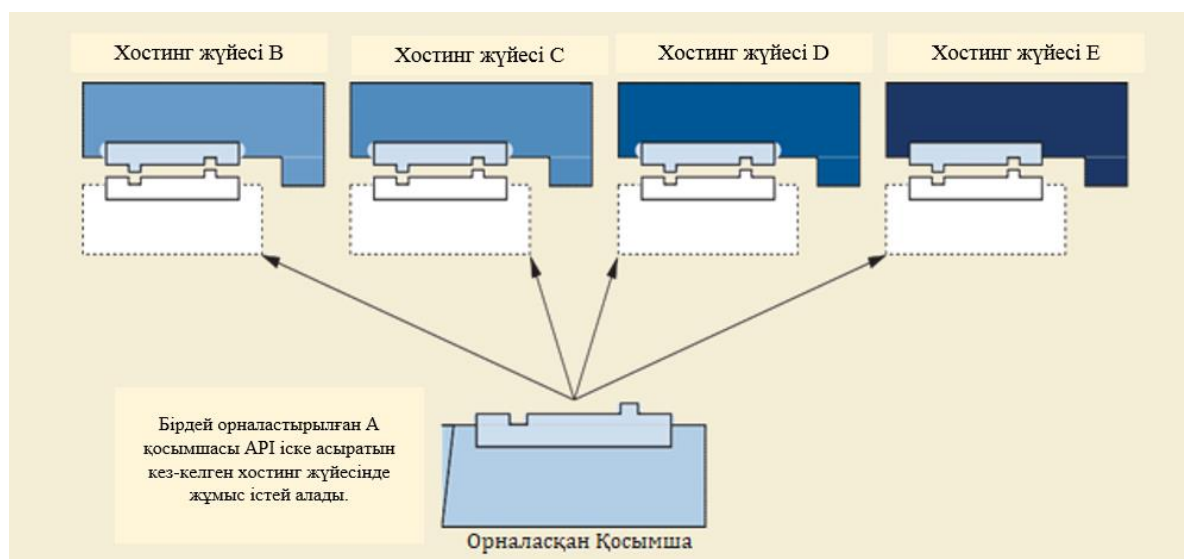 Хостинг жүйесі B
Хостинг жүйесі C
Хостинг жүйесі D
Хостинг жүйесі E
Бірдей орналастырылған А
қосымшасы API іске асыратын
кез-келген хостинг жүйесінде
жұмыс істей алады.
Орналасқан Қосымша